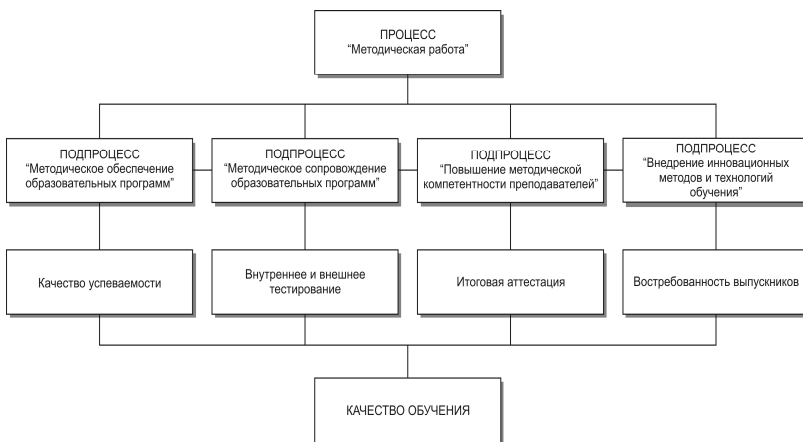 ПРОЦЕСС
“Методическая работа”
ПОДПРОЦЕСС
“Методическое обеспечение
образовательных программ”
ПОДПРОЦЕСС
“Методическое сопровождение
образовательных программ”
ПОДПРОЦЕСС
“Повышение методической
компетентности преподавателей”
ПОДПРОЦЕСС
“Внедрение инновационных
методов и технологий
обучения”
Качество успеваемости
Внутреннее и внешнее
тестирование
Итоговая аттестация
Востребованность выпускников
КАЧЕСТВО ОБУЧЕНИЯ